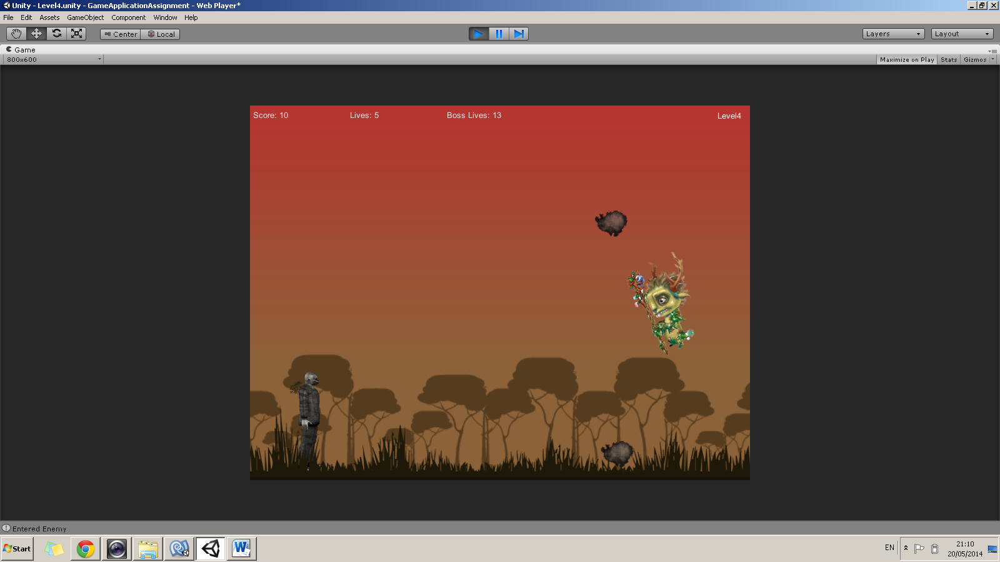 Unity - Level4.unity - GameApplicationAssignment - Web Player*
File Edit Assets GameObject Component Window Help
Center Local Layers Layout
Game
800x600 Maximize on Play Stats Gizmos
Score: 10 Lives: 5 Boss Lives: 13 Level4
Entered Enemy
Start EN 21:10
20/05/2014